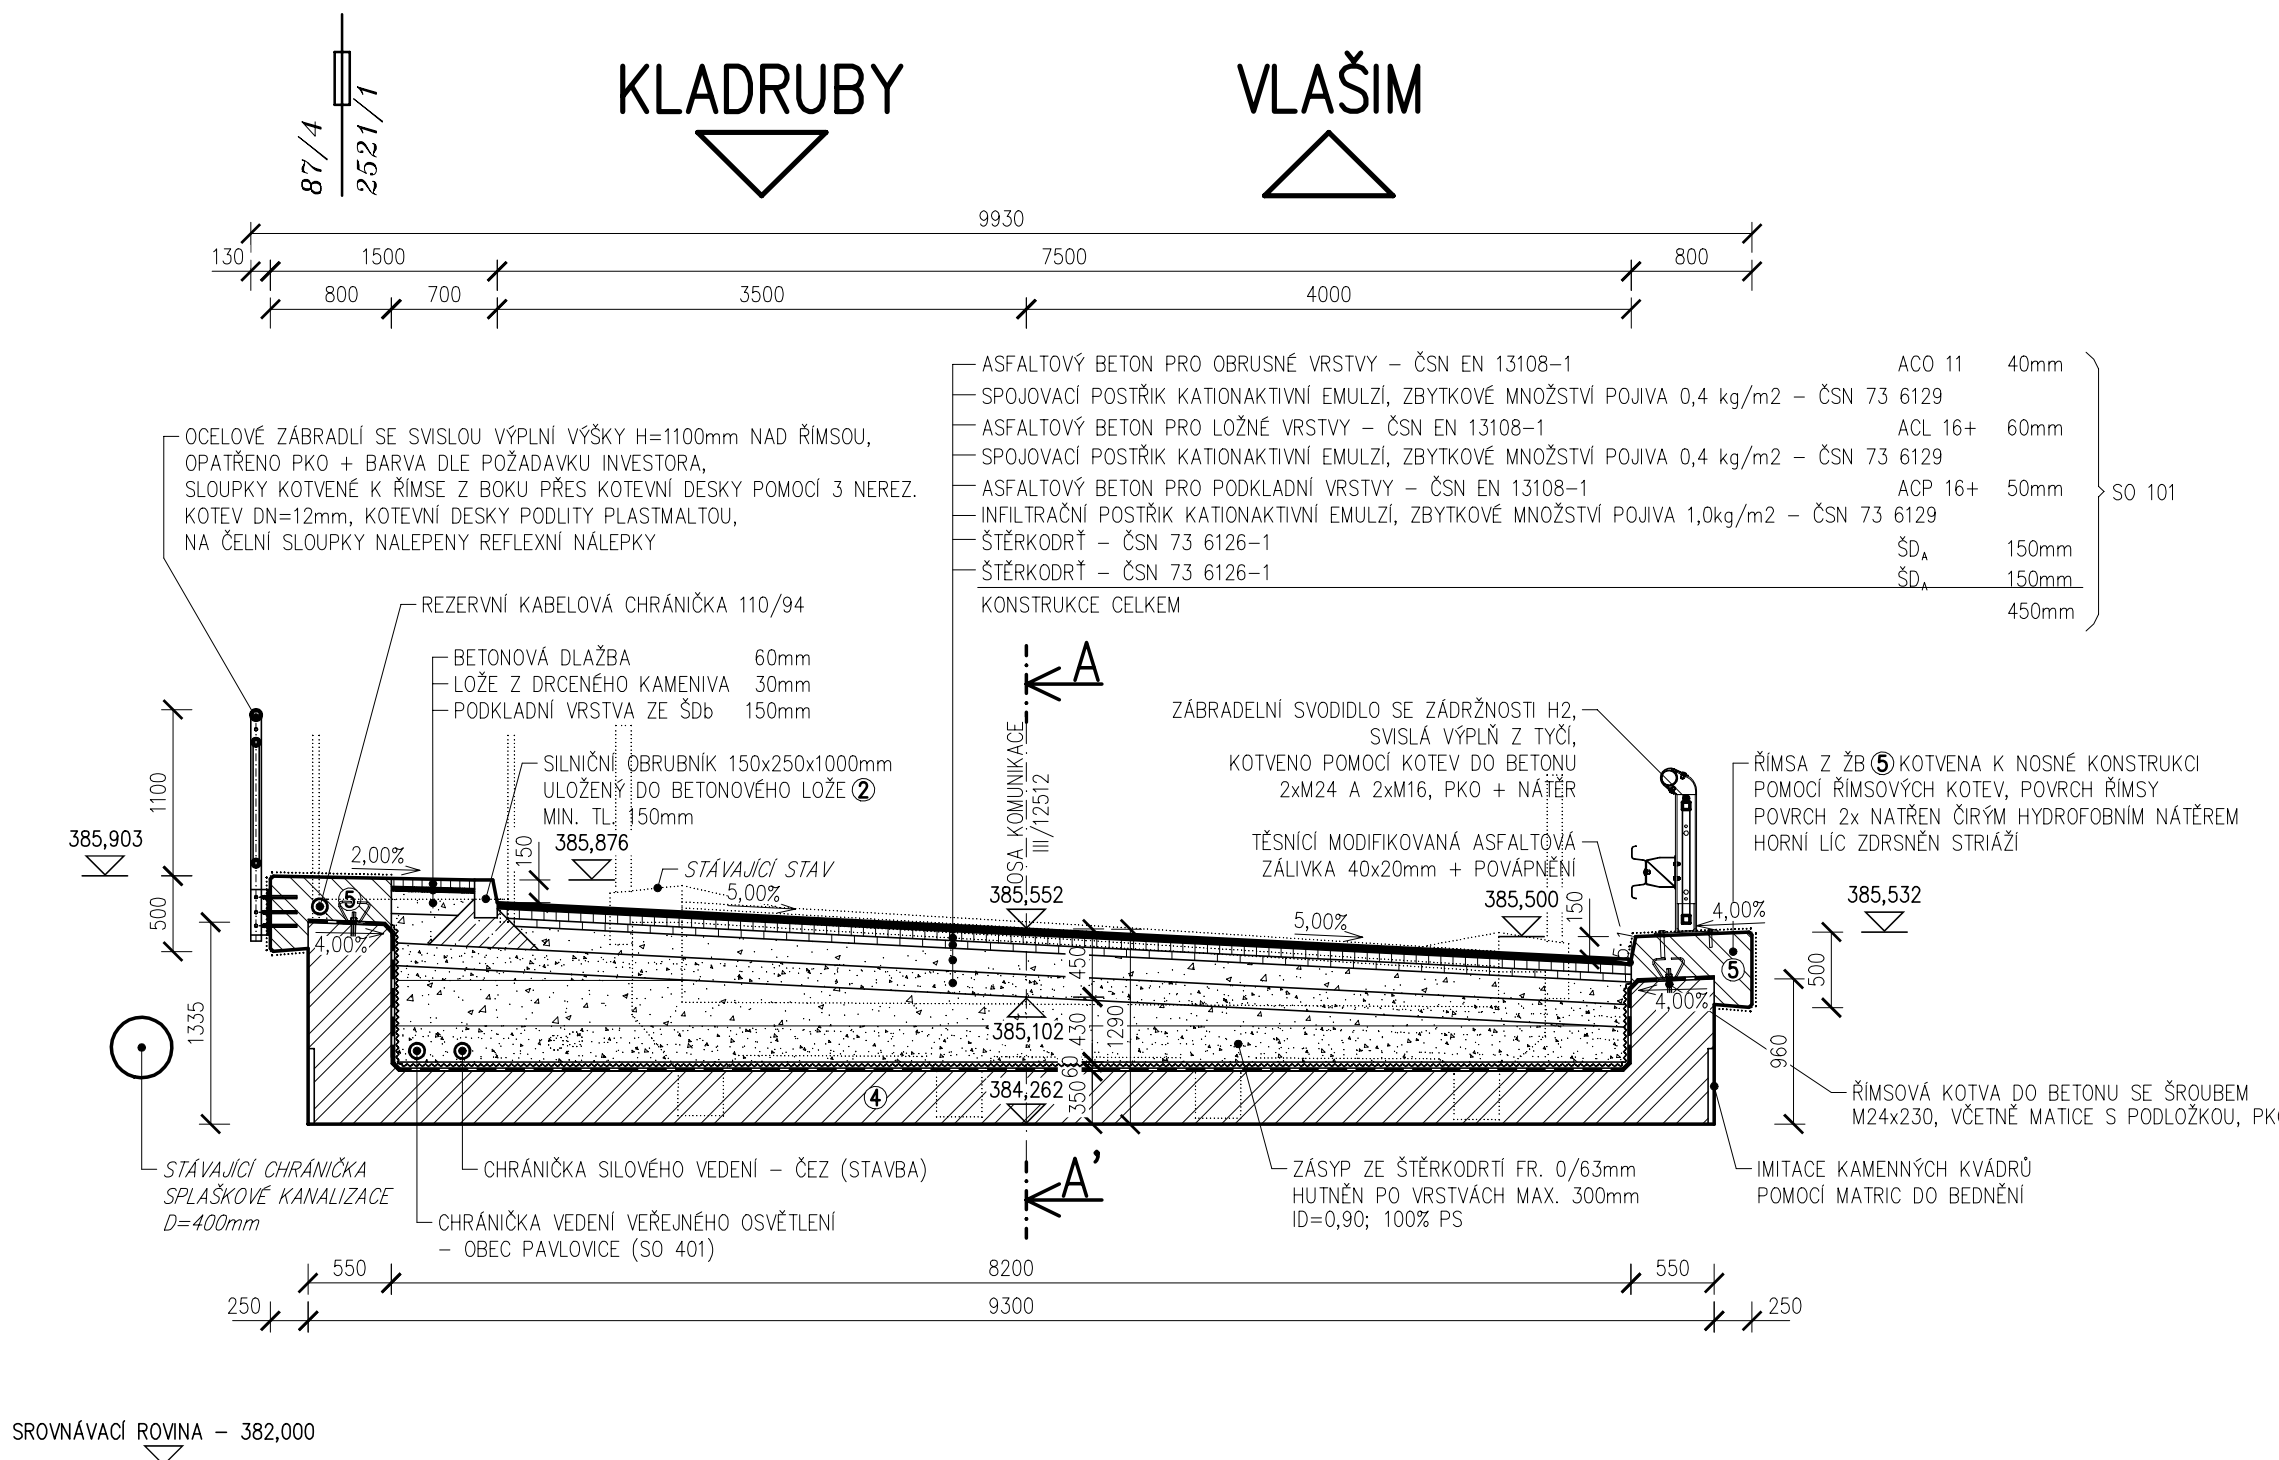 87/4
2521/1
KLADRUBY
VLAŠIM
9930
130
1500
7500
800
800
700
3500
4000
ASFALTOVÝ BETON PRO OBRUSNÉ VRSTVY – ČSN EN 13108–1 ACO 11 40mm
SPOJOVACÍ POSTŘIK KATIONAKTIVNÍ EMULZÍ, ZBYTKOVÉ MNOŽSTVÍ POJIVA 0,4 kg/m2 – ČSN 73 6129
ASFALTOVÝ BETON PRO LOŽNÉ VRSTVY – ČSN EN 13108–1 ACL 16+ 60mm
SPOJOVACÍ POSTŘIK KATIONAKTIVNÍ EMULZÍ, ZBYTKOVÉ MNOŽSTVÍ POJIVA 0,4 kg/m2 – ČSN 73 6129
ASFALTOVÝ BETON PRO PODKLADNÍ VRSTVY – ČSN EN 13108–1 ACP 16+ 50mm
INFILTRAČNÍ POSTŘIK KATIONAKTIVNÍ EMULZÍ, ZBYTKOVÉ MNOŽSTVÍ POJIVA 1,0kg/m2 – ČSN 73 6129
ŠTĚRKODRŤ – ČSN 73 6126–1 ŠDA 150mm
ŠTĚRKODRŤ – ČSN 73 6126–1 ŠDA 150mm
KONSTRUKCE CELKEM 450mm
SO 101
OCELOVÉ ZÁBRADLÍ SE SVISLOU VÝPLNÍ VÝŠKY H=1100mm NAD ŘÍMSOU,
OPATŘENO PKO + BARVA DLE POŽADAVKU INVESTORA,
SLOUPKY KOTVENÉ K ŘÍMSE Z BOKU PŘES KOTEVNÍ DESKY POMOCÍ 3 NEREZ.
KOTEV DN=12mm, KOTEVNÍ DESKY PODLITY PLASTMALTOU,
NA ČELNÍ SLOUPKY NALEPENY REFLEXNÍ NÁLEPKY
REZERVNÍ KABELOVÁ CHRÁNIČKA 110/94
BETONOVÁ DLAŽBA 60mm
LOŽE Z DRCENÉHO KAMENIVA 30mm
PODKLADNÍ VRSTVA ZE ŠDb 150mm
SILNIČNÍ OBRUBNÍK 150x250x1000mm
ULOŽENÝ DO BETONOVÉHO LOŽE 2
MIN. TL. 150mm
A
OSA KOMUNIKACE
III/12512
ZÁBRADELNÍ SVODIDLO SE ZÁDRŽNOSTI H2,
SVISLÁ VÝPLŇ Z TYČÍ,
KOTVENO POMOCÍ KOTEV DO BETONU
2xM24 A 2xM16, PKO + NÁTĚR
TĚSNÍCÍ MODIFIKOVANÁ ASFALTOVÁ
ZÁLIVKA 40x20mm + POVÁPNĚNÍ
ŘÍMSA Z ŽB 5 KOTVENA K NOSNÉ KONSTRUKCI
POMOCÍ ŘÍMSOVÝCH KOTEV, POVRCH ŘÍMSY
POVRCH 2x NATŘEN ČIRÝM HYDROFOBNÍM NÁTĚREM
HORNÍ LÍC ZDRSNĚN STRIÁŽÍ
1100
385,903
500
1335
2,00%
150
385,876
STÁVAJÍCÍ STAV
5,00%
385,552
5,00%
385,500
150
4,00%
385,532
5
4,00%
5
4,00%
500
960
450
430
60
350
1290
385,102
384,262
4
ŘÍMSOVÁ KOTVA DO BETONU SE ŠROUBEM
M24x230, VČETNĚ MATICE S PODLOŽKOU,
STÁVAJÍCÍ CHRÁNIČKA
SPLAŠKOVÉ KANALIZACE
D=400mm
CHRÁNIČKA SILOVÉHO VEDENÍ – ČEZ (STAVBA)
CHRÁNIČKA VEDENÍ VEŘEJNÉHO OSVĚTLENÍ
– OBEC PAVLOVICE (SO 401)
A'
ZÁSYP ZE ŠTĚRKODRTÍ FR. 0/63mm
HUTNĚN PO VRSTVÁCH MAX. 300mm
ID=0,90; 100% PS
IMITACE KAMENNÝCH KVÁDRŮ
POMOCÍ MATRIC DO BEDNĚNÍ
550
8200
550
250
9300
250
SROVNÁVACÍ ROVINA – 382,000